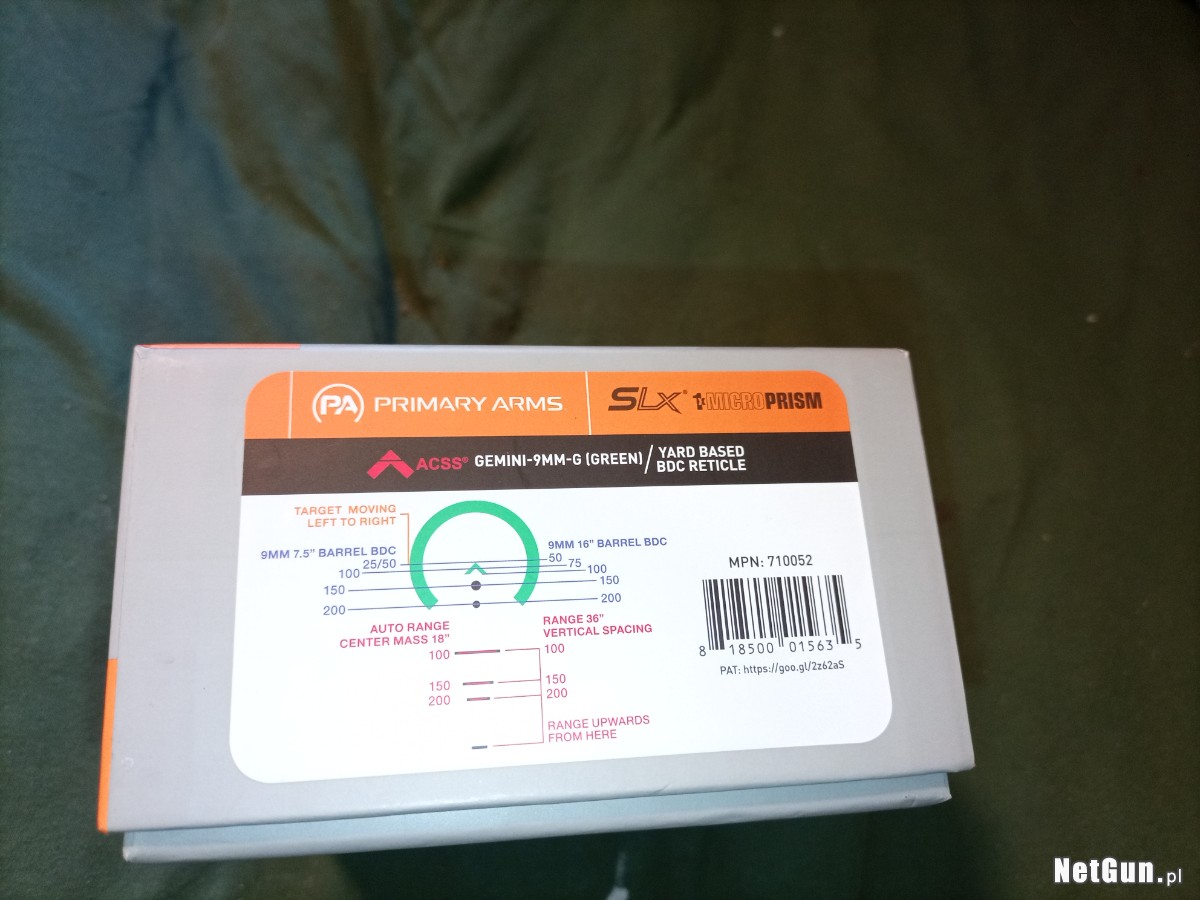 PA PRIMARY ARMS
SLX® 1x MICROPRISM
ACSS® GEMINI-9MM-G (GREEN) / YARD BASED
BDC RETICLE
TARGET MOVING
LEFT TO RIGHT
9MM 7.5" BARREL BDC
25/50
100
150
200
9MM 16" BARREL BDC
50
75
100
150
200
AUTO RANGE
CENTER MASS 18"
100
150
200
RANGE 36"
VERTICAL SPACING
100
150
200
RANGE UPWARDS
FROM HERE
MPN: 710052
8 18500 01563 5
PAT: https://goo.gl/2z62aS
NetGun.pl